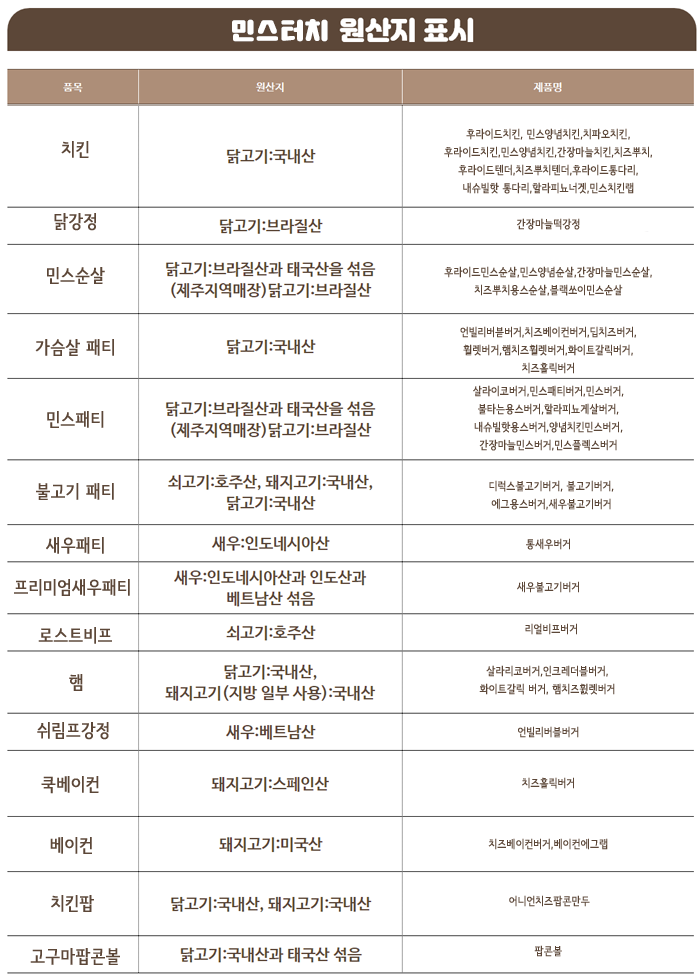 민스터치 원산지 표시
품목 원산지 제품명
치킨
닭고기:국내산
후라이드치킨, 민스양념치킨,치파오치킨,
후라이드치킨,민스양념치킨,간장마늘치킨,치즈뿌치,
후라이드텐더,치즈뿌치텐더,후라이드통다리,
내슈빌핫 통다리,할라피뇨너겟,민스치킨랩
닭강정
닭고기:브라질산
간장마늘떡강정
민스순살
닭고기:브라질산과 태국산을 섞음
(제주지역매장)닭고기:브라질산
후라이드민스순살,민스양념순살,간장마늘민스순살,
치즈뿌치용스순살,블랙쏘이민스순살
가슴살 패티
닭고기:국내산
언빌리버블버거,치즈베이컨버거,딥치즈버거,
휠렛버거,햄치즈휠렛버거,화이트갈릭버거,
치즈홀릭버거
민스패티
닭고기:브라질산과 태국산을 섞음
(제주지역매장)닭고기:브라질산
살라이코버거,민스패티버거,민스버거,
불타는용스버거,할라피뇨게살버거,
내슈빌핫용스버거,양념치킨민스버거,
간장마늘민스버거,민스플렉스버거
불고기 패티
쇠고기:호주산, 돼지고기:국내산,
닭고기:국내산
디럭스불고기버거, 불고기버거,
에그용스버거,새우불고기버거
새우패티
새우:인도네시아산
통새우버거
프리미엄새우패티
새우:인도네시아산과 인도산과
베트남산 섞음
새우불고기버거
로스트비프
쇠고기:호주산
리얼비프버거
햄
닭고기:국내산,
돼지고기(지방 일부 사용):국내산
살라리코버거,인크레더블버거,
화이트갈릭 버거, 햄치즈휠렛버거
쉬림프강정
새우:베트남산
언빌리버블버거
쿡베이컨
돼지고기:스페인산
치즈홀릭버거
베이컨
돼지고기:미국산
치즈베이컨버거,베이컨에그랩
치킨팝
닭고기:국내산, 돼지고기:국내산
어니언치즈팝콘만두
고구마팝콘볼
닭고기:국내산과 태국산 섞음
팝콘볼